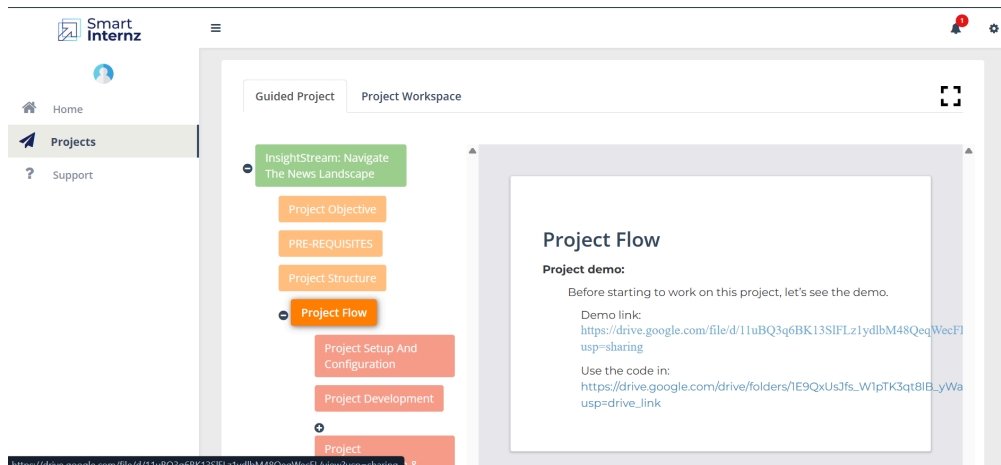 Smart
Internz
1
Home
Projects
Support
Guided Project
Project Workspace
InsightStream: Navigate
The News Landscape
Project Objective
PRE-REQUISITES
Project Structure
Project Flow
Project Setup And
Configuration
Project Development
Project
Project Flow
Project demo:
Before starting to work on this project, let's see the demo.
Demo link:
https://drive.google.com/file/d/11uBQ3q6BK13SlFLz1ydlbM48QeqWecFl
usp=sharing
Use the code in:
https://drive.google.com/drive/folders/1E9QxUsJfs_W1pTK3qt8lB_yWa
usp=drive_link